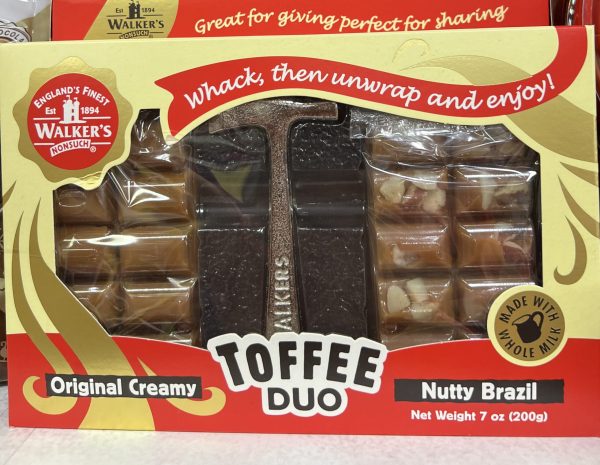 Est 1894
WALKER'S
NONSUCH
Great for giving perfect for sharing
ENGLAND'S FINEST
Est 1894
WALKER'S
NONSUCH®
Whack, then unwrap and enjoy!
WALKER'S
MADE WITH
WHOLE MILK
TOFFEE
DUO
Original Creamy
Nutty Brazil
Net Weight 7 oz (200g)